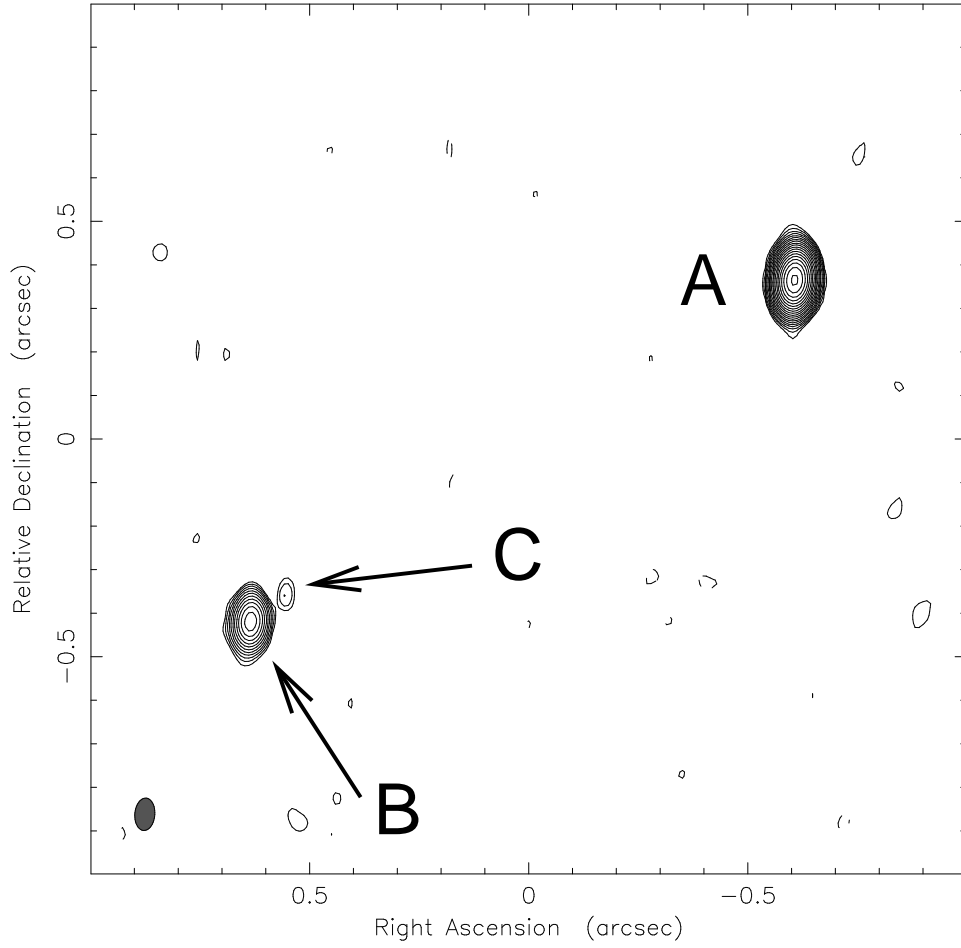 0.5
A
0
C
−0.5
B
0.5 0 −0.5
Relative Declination (arcsec)
Right Ascension (arcsec)